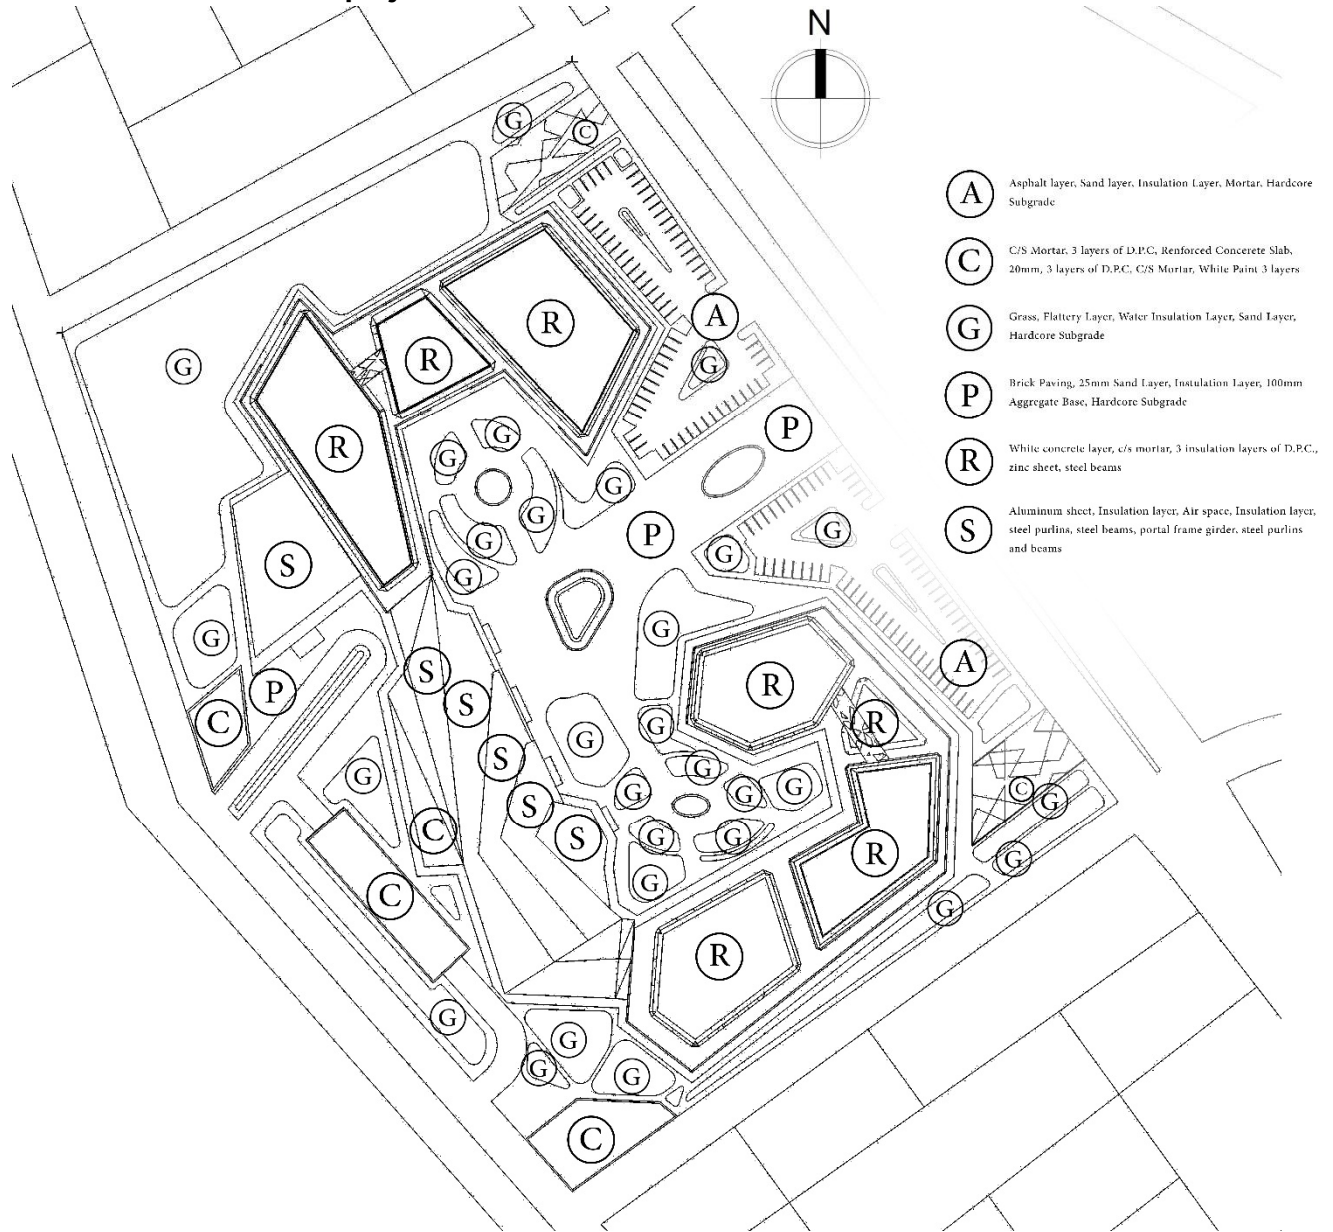 N
G
C
A
Asphalt layer, Sand layer, Insulation Layer, Mortar, Hardcore
Subgrade
C
C/S Mortar, 3 layers of D.P.C, Renforced Concrete Slab,
20mm, 3 layers of D.P.C, C/S Mortar, White Paint 3 layers
G
Grass, Flattery Layer, Water Insulation Layer, Sand Layer,
Hardcore Subgrade
P
Brick Paving, 25mm Sand Layer, Instulation Layer, 100mm
Aggregate Base, Hardcore Subgrade
R
White concrete layer, c/s mortar, 3 insulation layers of D.P.C.,
zinc sheet, steel beams
S
Aluminum sheet, Insulation layer, Air space, Insulation layer,
steel purlins, steel beams, portal frame girder, steel purlins
and beams
A
R
R
G
G
P
G
R
G
G
G
G
P
G
G
G
S
G
G
G
A
S
R
P
S
C
R
G
G
S
G
G
C
G
G
G
G
S
C
S
G
G
R
G
G
C
G
R
G
G
C
G
G
C